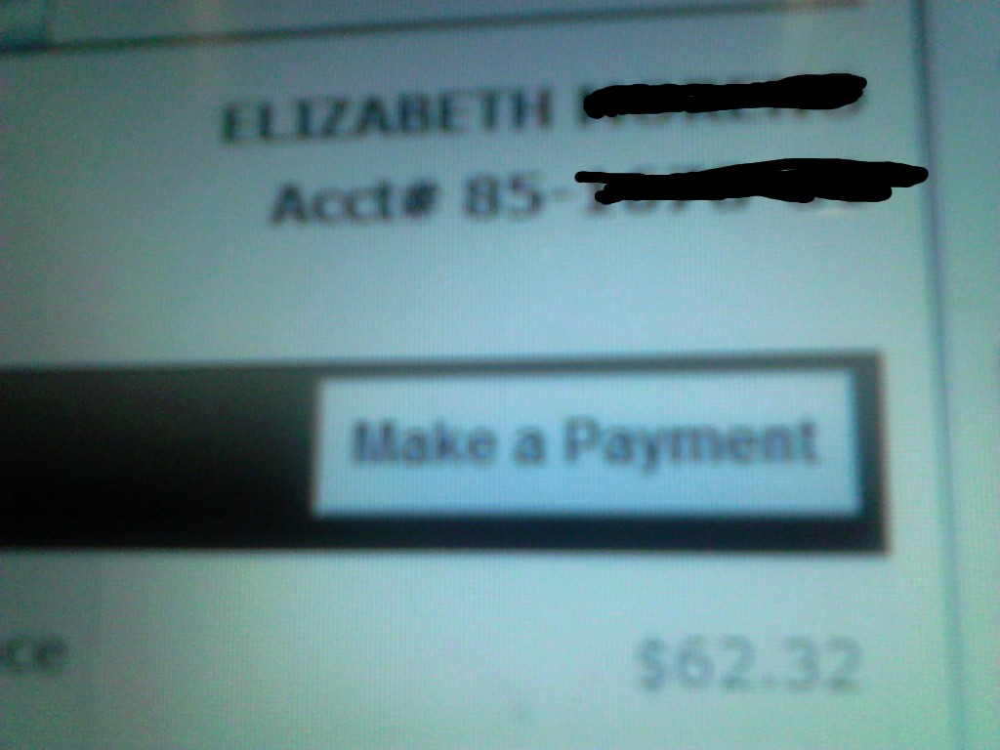 ELIZABETH
Acct# 85-
Make a Payment
ce $62.32